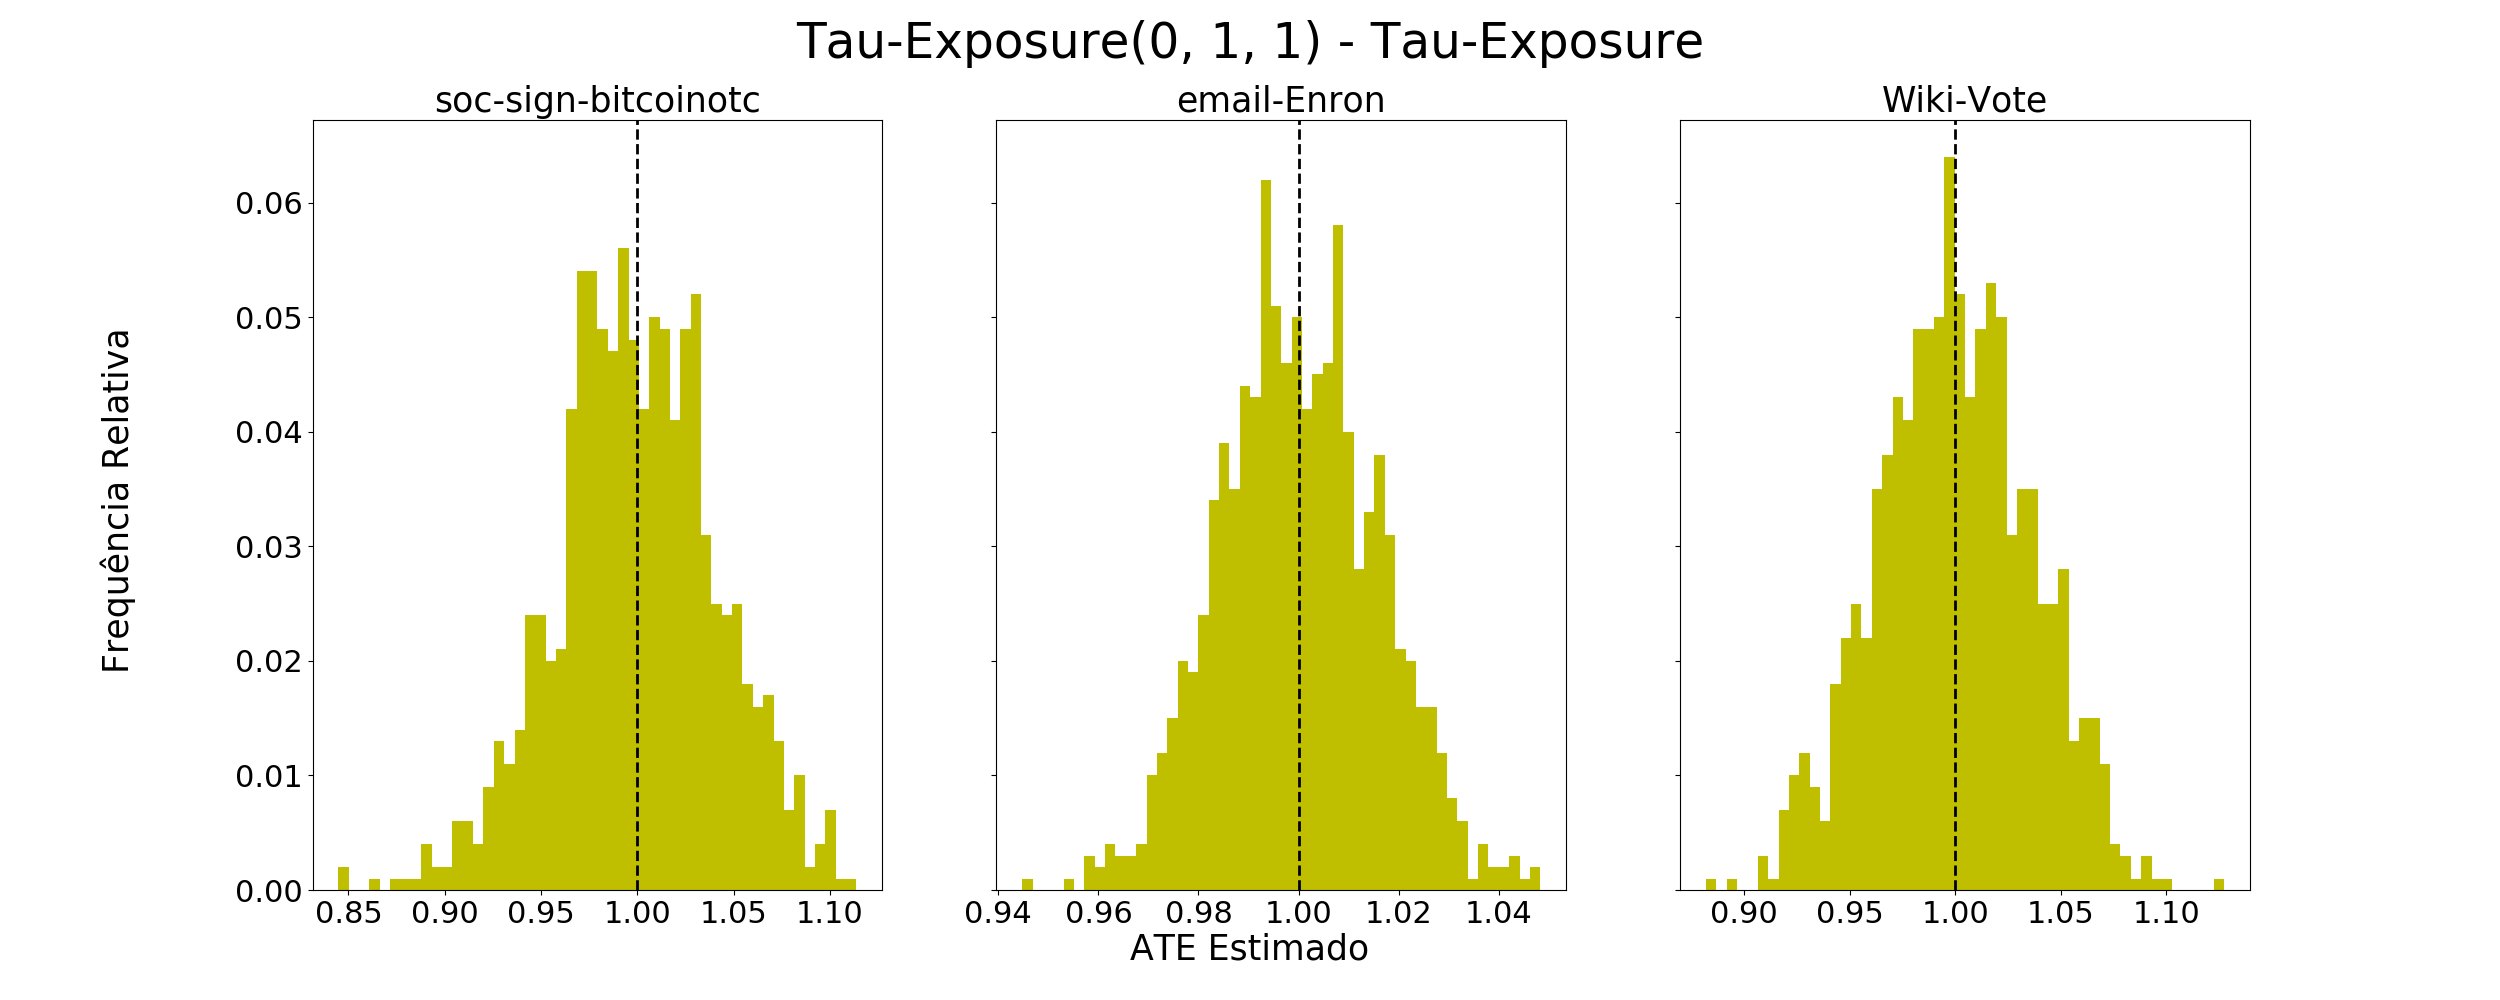 Tau-Exposure(0, 1, 1) - Tau-Exposure
soc-sign-bitcoinotc
email-Enron
Wiki-Vote
Frequência Relativa
0.06
0.05
0.04
0.03
0.02
0.01
0.00
0.85 0.90 0.95 1.00 1.05 1.10
0.94 0.96 0.98 1.00 1.02 1.04
0.90 0.95 1.00 1.05 1.10
ATE Estimado